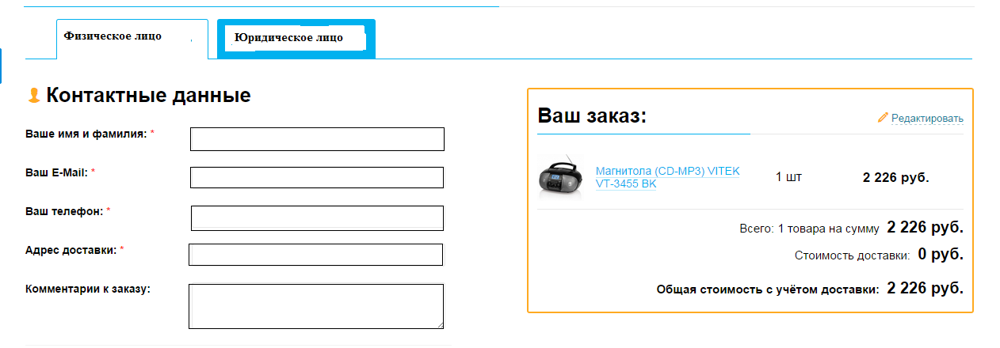 Физическое лицо
Юридическое лицо
Контактные данные
Ваше имя и фамилия: *
Ваш E-Mail: *
Ваш телефон: *
Адрес доставки: *
Комментарии к заказу:
Ваш заказ:
Редактировать
Магнитола (CD-MP3) VITEK
VT-3455 BK
1 шт
2 226 руб.
Всего: 1 товара на сумму 2 226 руб.
Стоимость доставки: 0 руб.
Общая стоимость с учётом доставки: 2 226 руб.